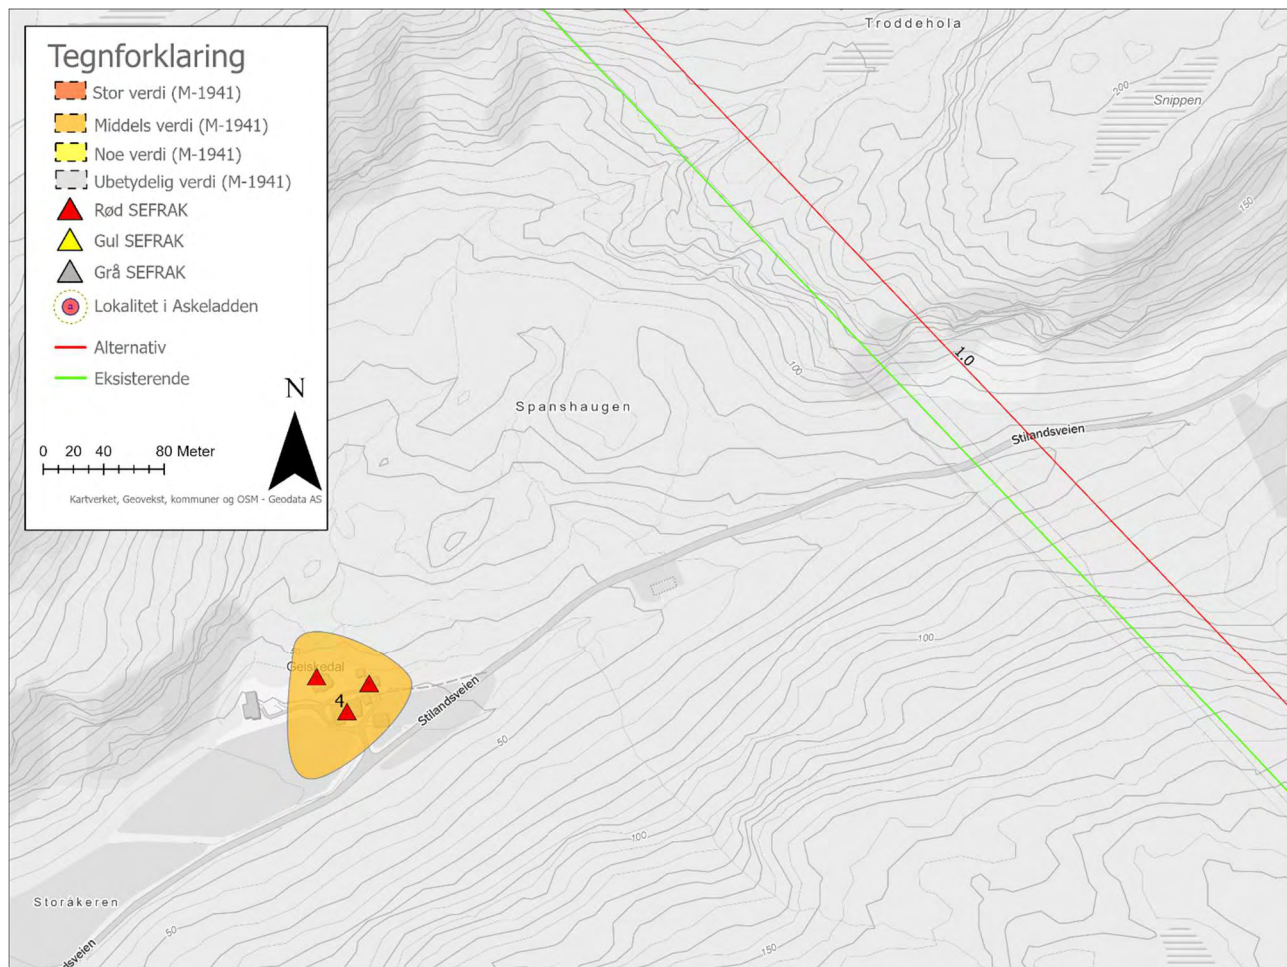 Tegnforklaring
Stor verdi (M-1941)
Middels verdi (M-1941)
Noe verdi (M-1941)
Ubetydelig verdi (M-1941)
Rød SEFRAK
Gul SEFRAK
Grå SEFRAK
a
Lokalitet i Askeladden
Alternativ
Eksisterende
N
0 20 40 80 Meter
Kartverket, Geovekst, kommuner og OSM - Geodata AS
Troddehola
200
Snippen
150
1.0
100
Spanshaugen
Stilandsveien
100
Geiskedal
4
Stilandsveien
50
100
Storåkeren
50
150
dsveien